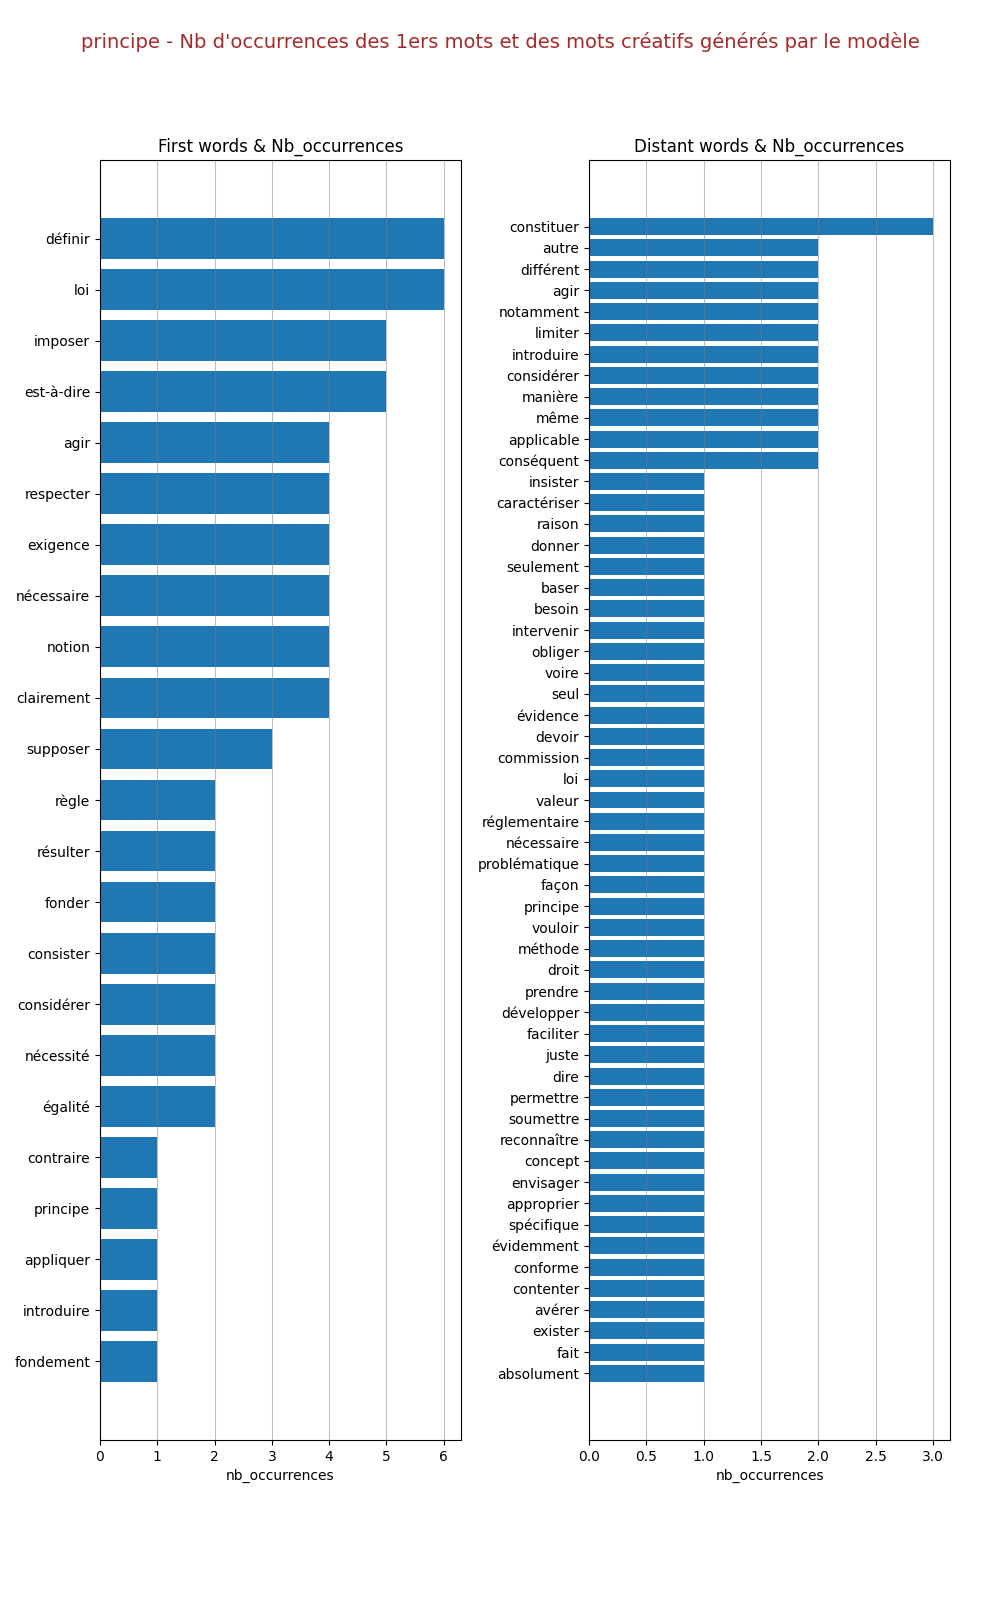 principe - Nb d'occurrences des 1ers mots et des mots créatifs générés par le modèle
First words & Nb_occurrences
définir
loi
imposer
est-à-dire
agir
respecter
exigence
nécessaire
notion
clairement
supposer
règle
résulter
fonder
consister
considérer
nécessité
égalité
contraire
principe
appliquer
introduire
fondement
0 1 2 3 4 5 6
nb_occurrences
Distant words & Nb_occurrences
constituer
autre
différent
agir
notamment
limiter
introduire
considérer
manière
même
applicable
conséquent
insister
caractériser
raison
donner
seulement
baser
besoin
intervenir
obliger
voire
seul
évidence
devoir
commission
loi
valeur
réglementaire
nécessaire
problématique
façon
principe
vouloir
méthode
droit
prendre
développer
faciliter
juste
dire
permettre
soumettre
reconnaître
concept
envisager
approprier
spécifique
évidemment
conforme
contenter
avérer
exister
fait
absolument
0.0 0.5 1.0 1.5 2.0 2.5 3.0
nb_occurrences